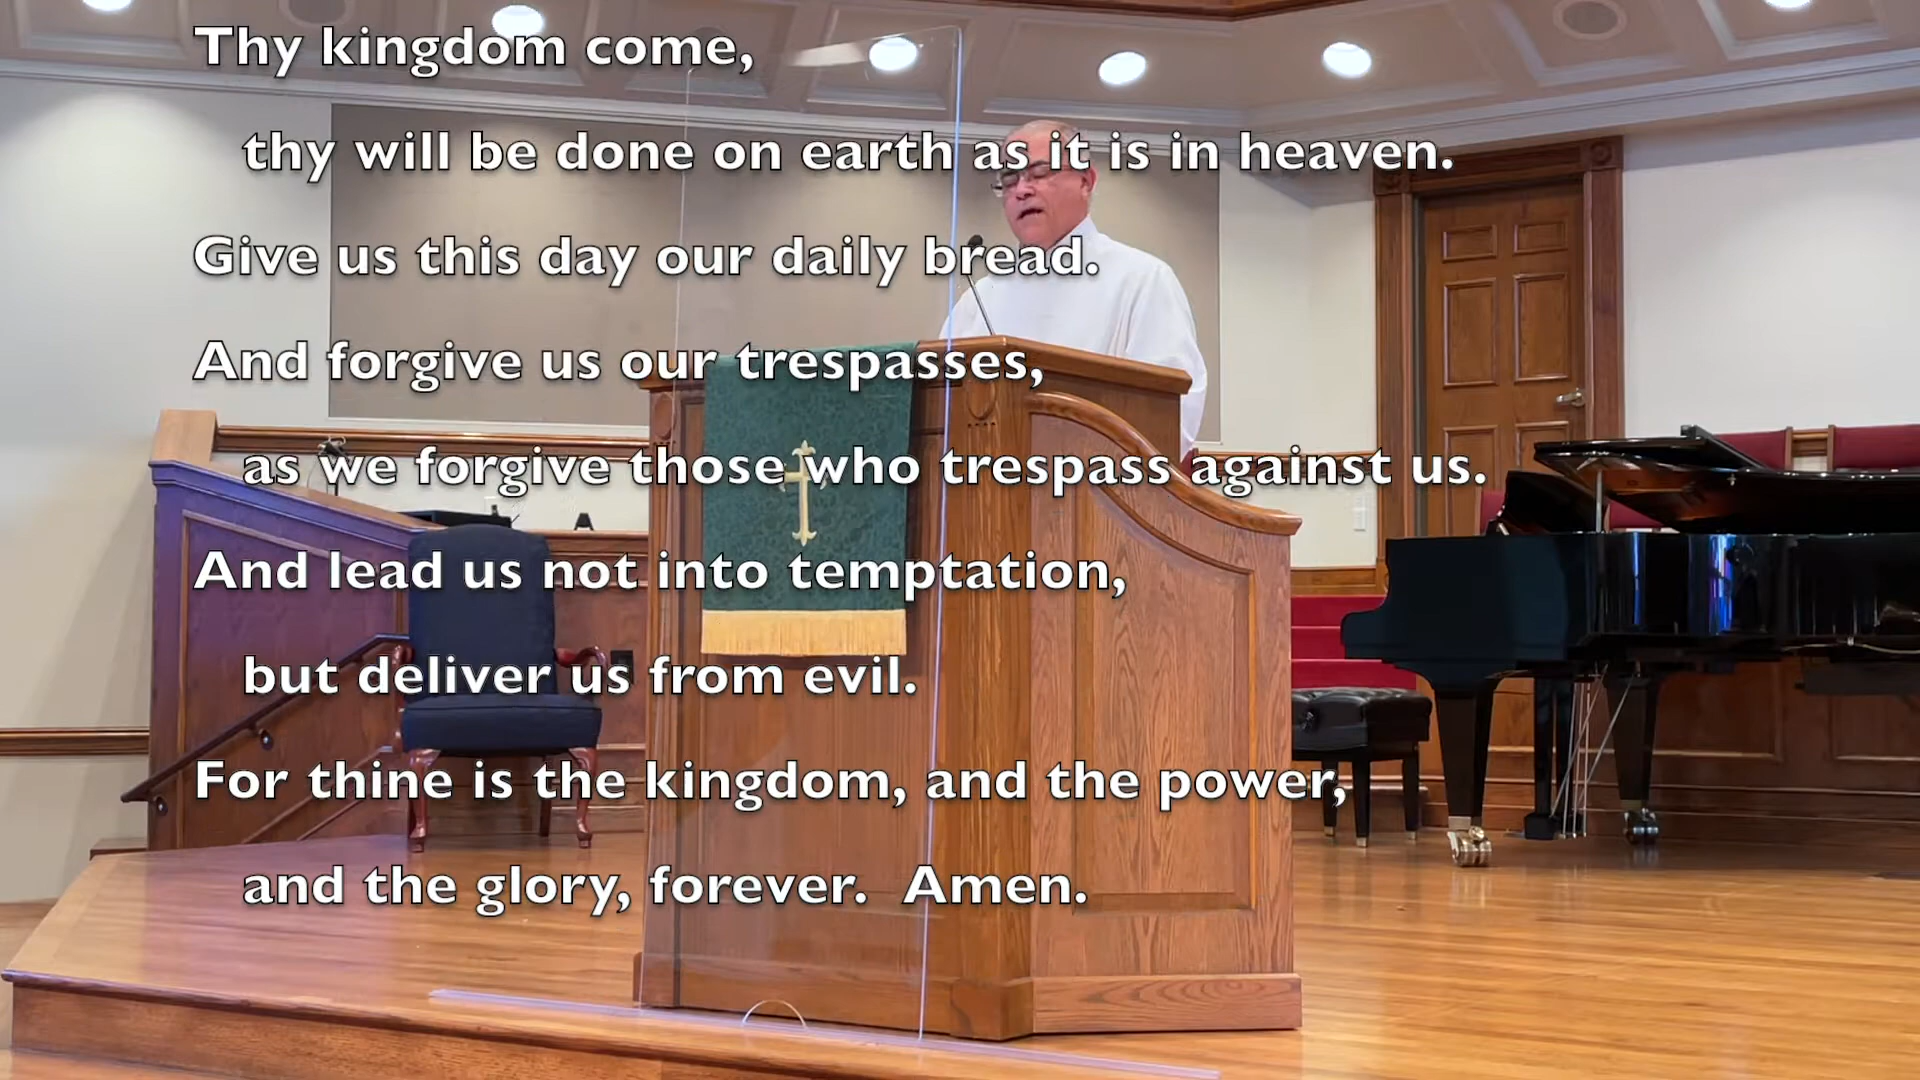 Thy kingdom come,
thy will be done on earth as it is in heaven.
Give us this day our daily bread.
And forgive us our trespasses,
as we forgive those who trespass against us.
And lead us not into temptation,
but deliver us from evil.
For thine is the kingdom, and the power,
and the glory, forever.  Amen.